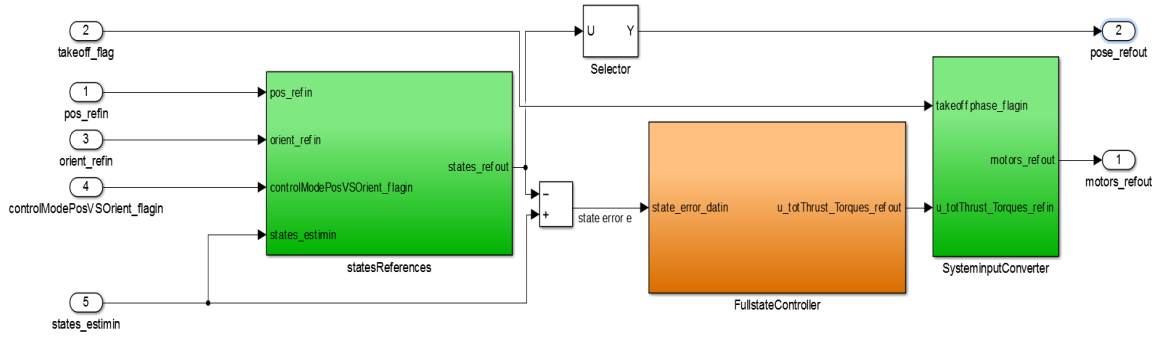 2
takeoff_flag
U
Y
Selector
2
pose_refout
1
pos_refin
3
orient_refin
4
controlModePosVSOrient_flagin
pos_refin
orient_refin
controlModePosVSOrient_flagin
states_estimin
states_refout
statesReferences
5
states_estimin
−
+
state error e
state_error_datin
u_totThrust_Torques_refout
FullstateController
takeoffphase_flagin
motors_refout
u_totThrust_Torques_refin
SysteminputConverter
1
motors_refout